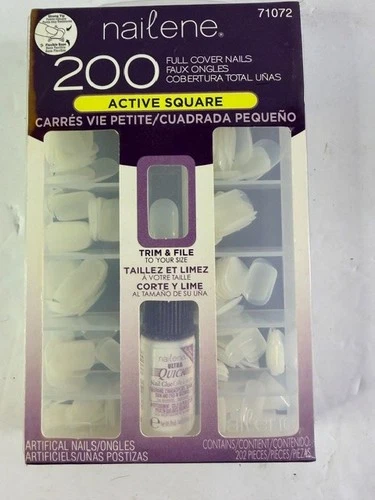 71072
nailene®
200
FULL COVER NAILS
FAUX ONGLES
COBERTURA TOTAL UÑAS
ACTIVE SQUARE
CARRÉS VIE PETITE/CUADRADA PEQUEÑO
TRIM & FILE
TO YOUR SIZE
TAILLEZ ET LIMEZ
À VOTRE TAILLE
CORTE Y LIME
AL TAMAÑO DE SU UÑA
nailene
ULTRA
QUICK
ARTIFICAL NAILS/ONGLES
ARTIFICIELS/UÑAS POSTIZAS
CONTAINS/CONTIENT/CONTENIDO
202 PIECES/PIÈCES/PIEZAS